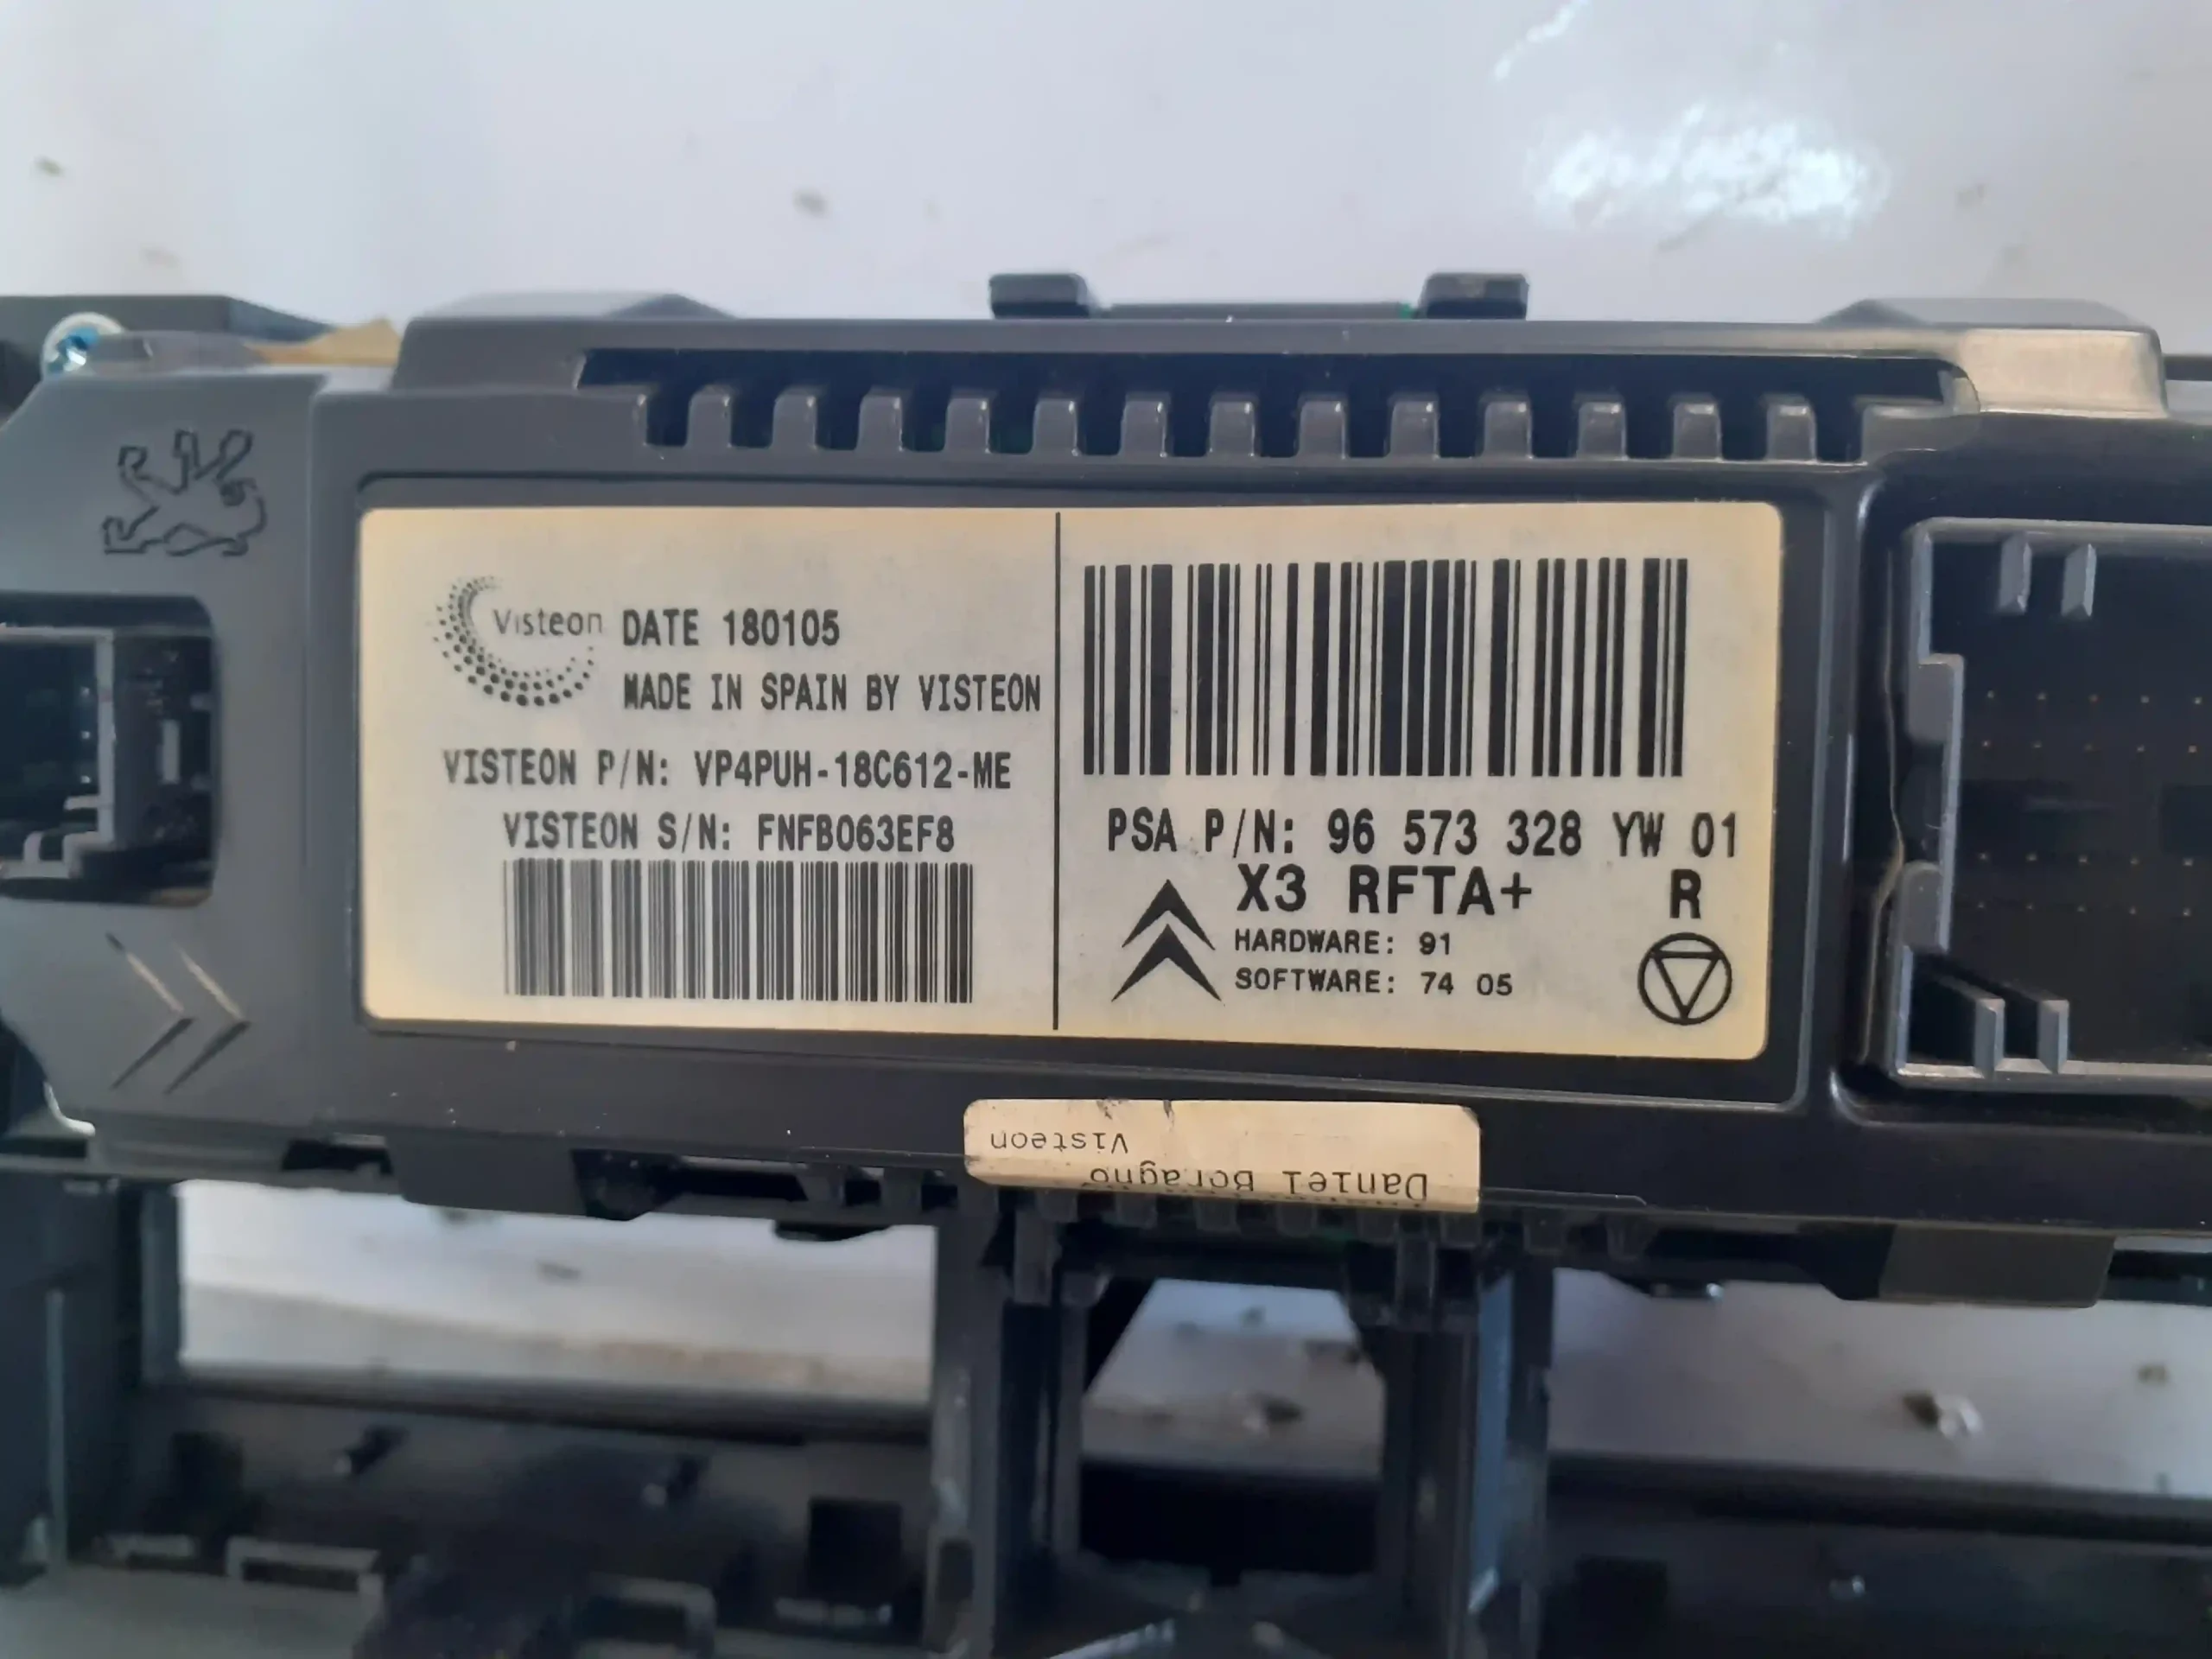 Visteon DATE 180105
MADE IN SPAIN BY VISTEON
VISTEON P/N: VP4PUH-18C612-ME
VISTEON S/N: FNFB063EF8
PSA P/N: 96 573 328 YW 01
X3 RFTA+ R
HARDWARE: 91
SOFTWARE: 74 05
Daniel Boragno
Visteon